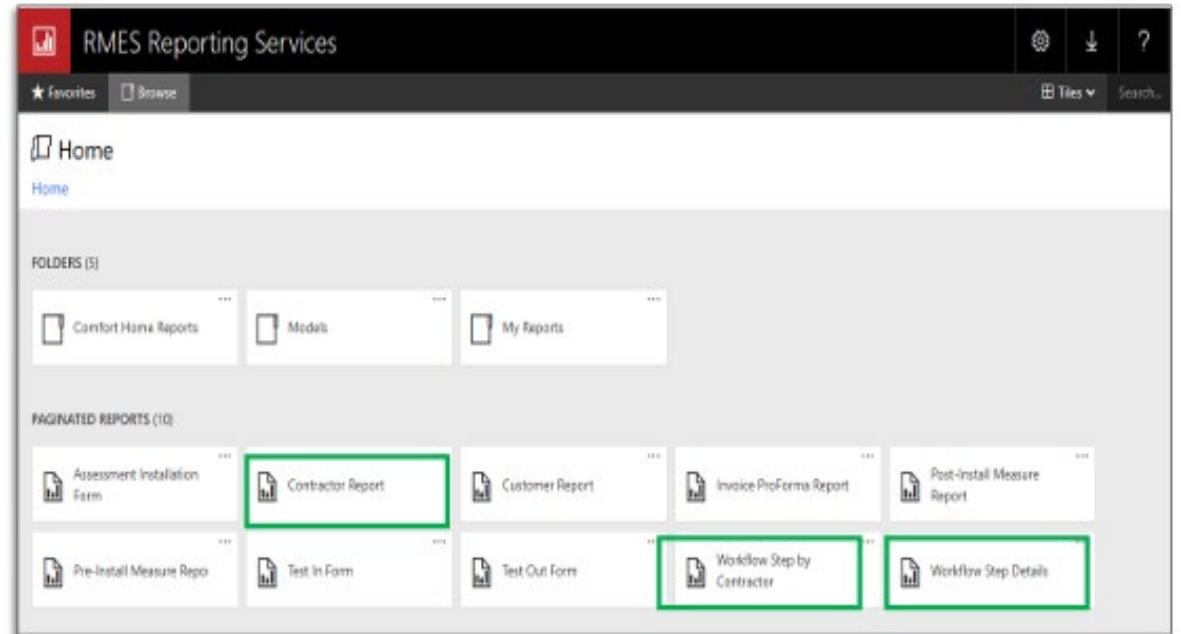 RMES Reporting Services
?
Favorites Browse Tiles Search...
Home
Home
FOLDERS (5)
Comfort Home Reports Models My Reports
PAGINATED REPORTS (10)
Assessment Installation
Form
Contractor Report Customer Report Invoice ProForma Report
Post-Install Measure
Report
Pre-Install Measure Repo Test In Form Test Out Form
Workflow Step by
Contractor
Workflow Step Details